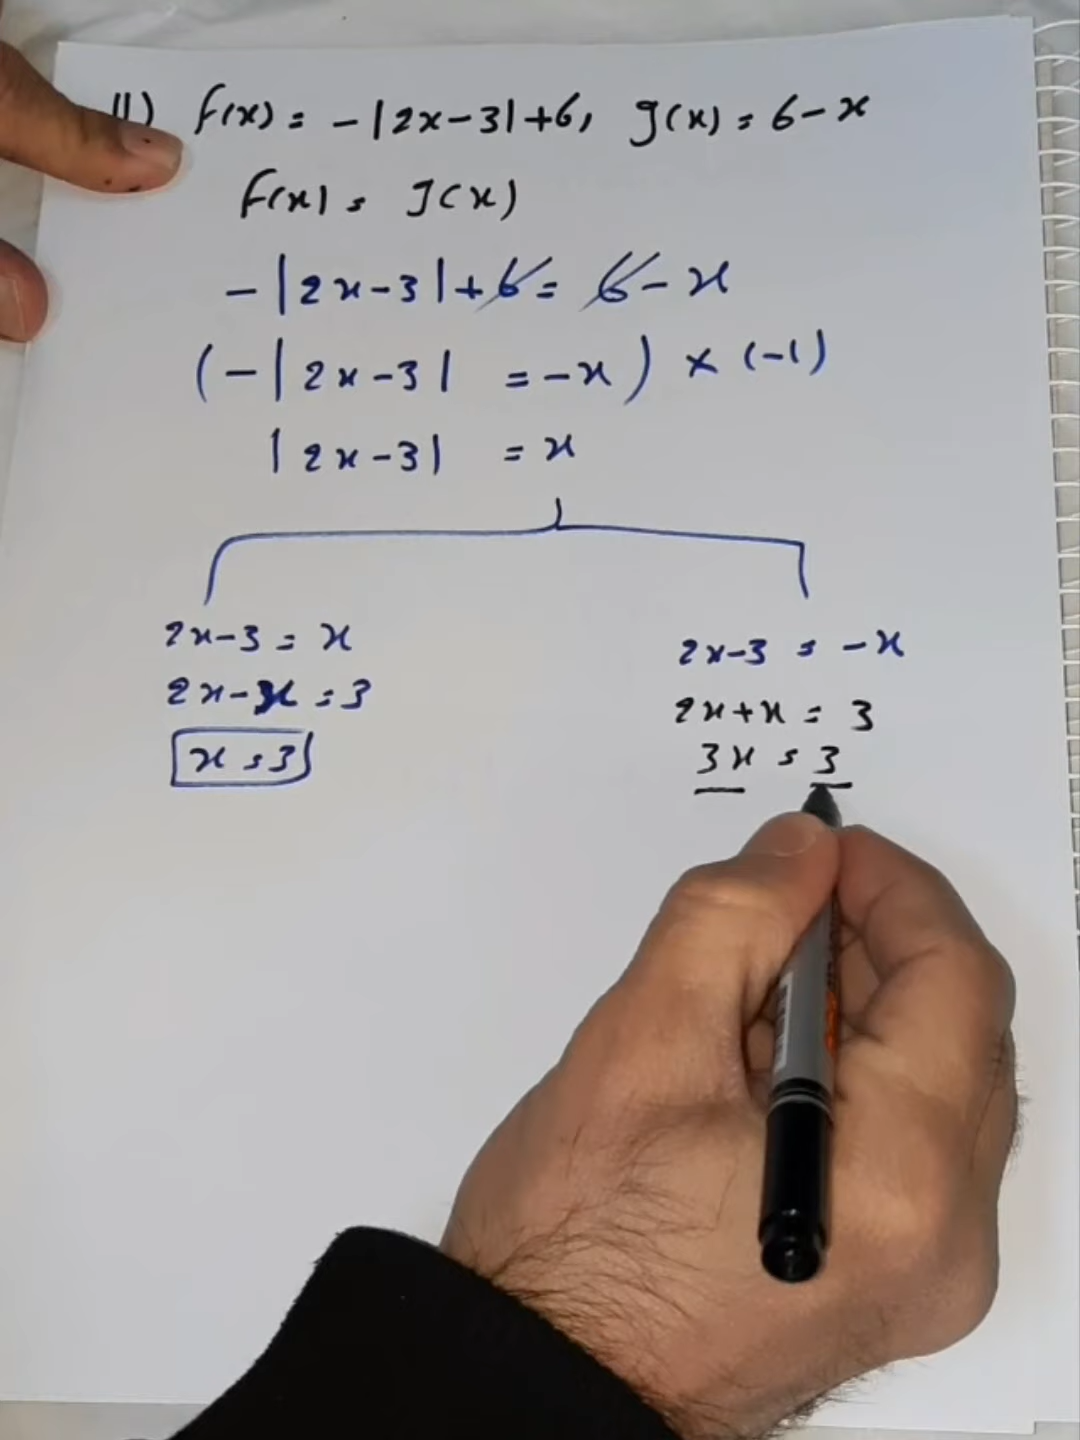 11) f(x) = -|2x-3|+6, g(x) = 6-x
f(x) = g(x)
-|2x-3|+6 = 6-x
(-|2x-3| = -x) × (-1)
|2x-3| = x
2x-3 = x
2x-x = 3
x = 3
2x-3 = -x
2x+x = 3
3x = 3